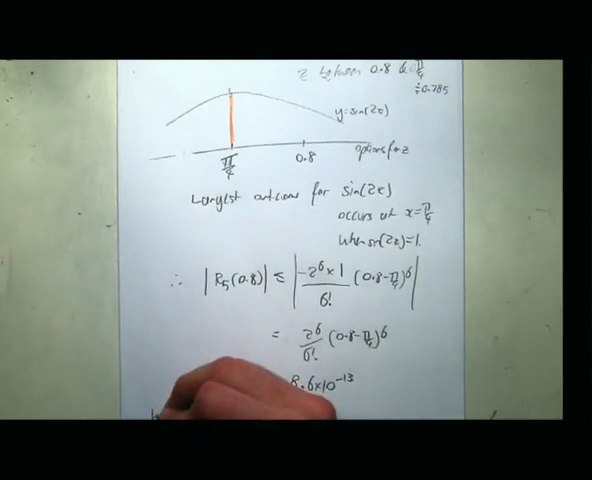 z between 0.8 & π/4
≑0.785
y=sin(2z)
π/4 0.8 options for z
Largest outcome for sin(2z)
occurs at x=π/4
when sin(2z)=1.
∴ |R₅(0.8)| ≤ |-2⁶×1/6! (0.8-π/4)⁶|
= 2⁶/6! (0.8-π/4)⁶
8.6×10⁻¹³